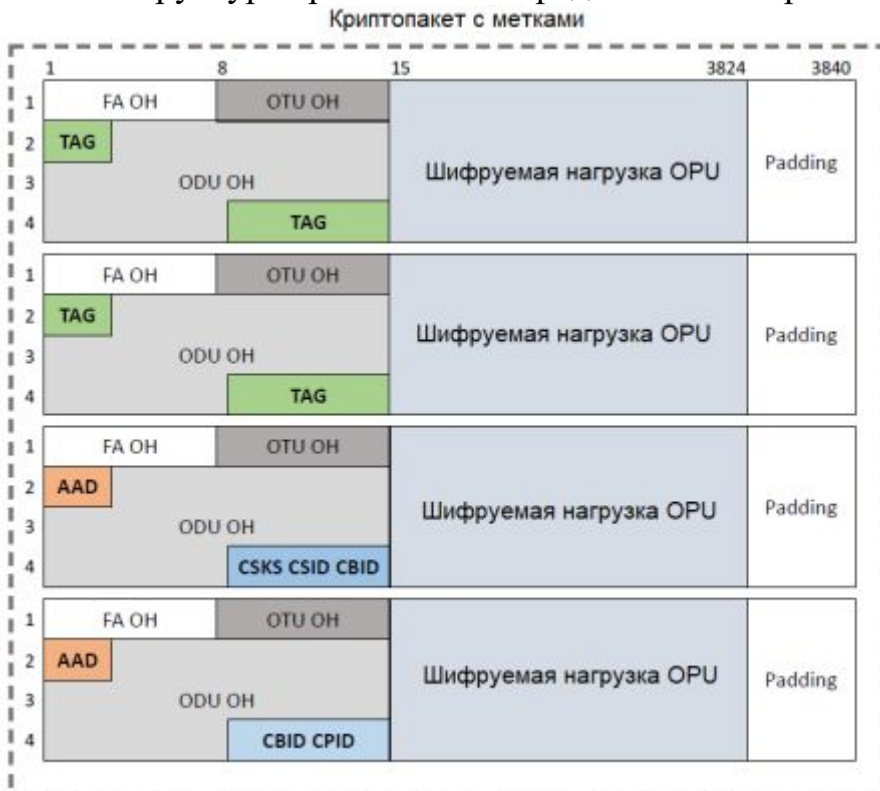 Криптопакет с метками
1 8 15 3824 3840
1 FA OH OTU OH
2 TAG
3 ODU OH
4 TAG
Шифруемая нагрузка OPU
Padding
1 FA OH OTU OH
2 TAG
3 ODU OH
4 TAG
Шифруемая нагрузка OPU
Padding
1 FA OH OTU OH
2 AAD
3 ODU OH
4 CSKS CSID CBID
Шифруемая нагрузка OPU
Padding
1 FA OH OTU OH
2 AAD
3 ODU OH
4 CBID CPID
Шифруемая нагрузка OPU
Padding